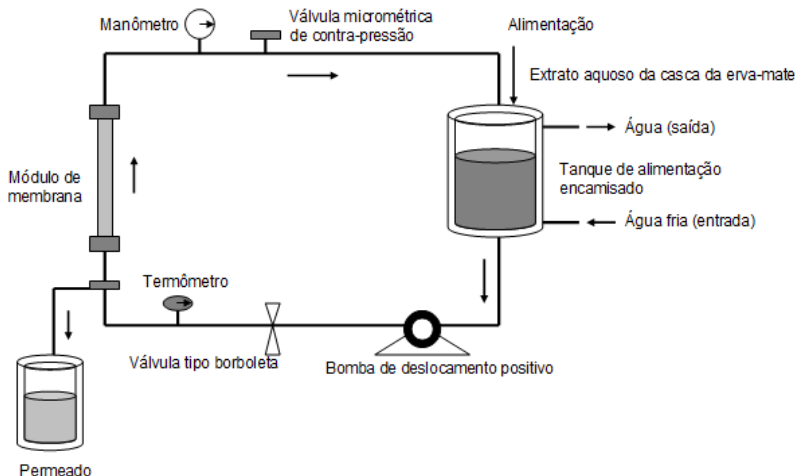 Manômetro
Válvula micrométrica
de contra-pressão
Alimentação
Extrato aquoso da casca da erva-mate
Água (saída)
Tanque de alimentação
encamisado
Água fria (entrada)
Módulo de
membrana
Termômetro
Válvula tipo borboleta
Bomba de deslocamento positivo
Permeado